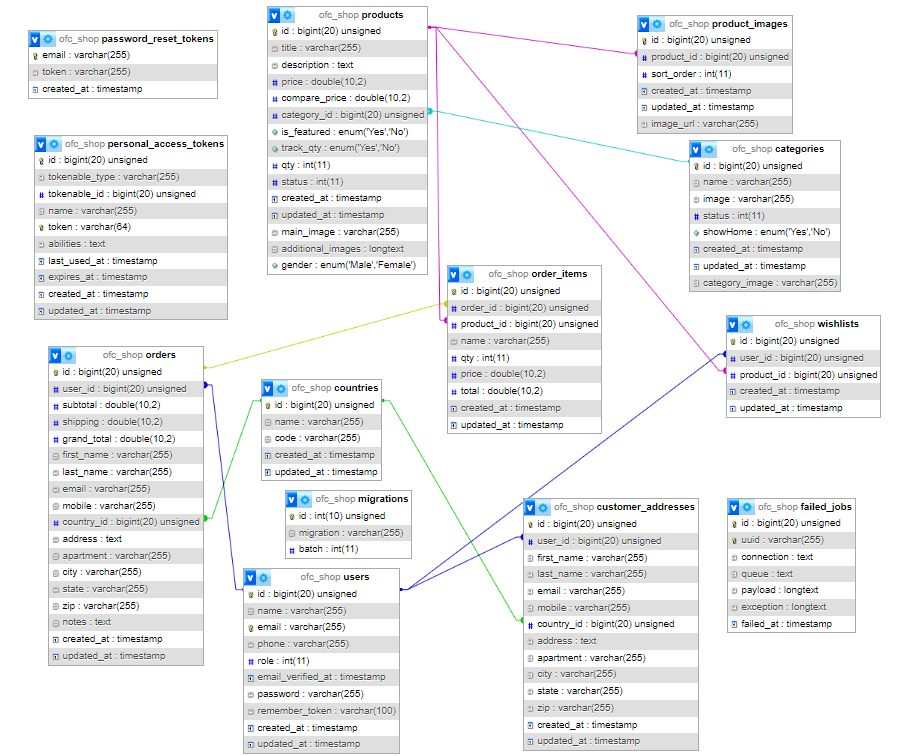 ofc_shop password_reset_tokens
email : varchar(255)
token : varchar(255)
created_at : timestamp
ofc_shop personal_access_tokens
id : bigint(20) unsigned
tokenable_type : varchar(255)
tokenable_id : bigint(20) unsigned
name : varchar(255)
token : varchar(64)
abilities : text
last_used_at : timestamp
expires_at : timestamp
created_at : timestamp
updated_at : timestamp
ofc_shop products
id : bigint(20) unsigned
title : varchar(255)
description : text
price : double(10,2)
compare_price : double(10,2)
category_id : bigint(20) unsigned
is_featured : enum('Yes','No')
track_qty : enum('Yes','No')
qty : int(11)
status : int(11)
created_at : timestamp
updated_at : timestamp
main_image : varchar(255)
additional_images : longtext
gender : enum('Male','Female')
ofc_shop product_images
id : bigint(20) unsigned
product_id : bigint(20) unsigned
sort_order : int(11)
created_at : timestamp
updated_at : timestamp
image_url : varchar(255)
ofc_shop categories
id : bigint(20) unsigned
name : varchar(255)
image : varchar(255)
status : int(11)
showHome : enum('Yes','No')
created_at : timestamp
updated_at : timestamp
category_image : varchar(255)
ofc_shop order_items
id : bigint(20) unsigned
order_id : bigint(20) unsigned
product_id : bigint(20) unsigned
name : varchar(255)
qty : int(11)
price : double(10,2)
total : double(10,2)
created_at : timestamp
updated_at : timestamp
ofc_shop wishlists
id : bigint(20) unsigned
user_id : bigint(20) unsigned
product_id : bigint(20) unsigned
created_at : timestamp
updated_at : timestamp
ofc_shop orders
id : bigint(20) unsigned
user_id : bigint(20) unsigned
subtotal : double(10,2)
shipping : double(10,2)
grand_total : double(10,2)
first_name : varchar(255)
last_name : varchar(255)
email : varchar(255)
mobile : varchar(255)
country_id : bigint(20) unsigned
address : text
apartment : varchar(255)
city : varchar(255)
state : varchar(255)
zip : varchar(255)
notes : text
created_at : timestamp
updated_at : timestamp
ofc_shop countries
id : bigint(20) unsigned
name : varchar(255)
code : varchar(255)
created_at : timestamp
updated_at : timestamp
ofc_shop migrations
id : int(10) unsigned
migration : varchar(255)
batch : int(11)
ofc_shop users
id : bigint(20) unsigned
name : varchar(255)
email : varchar(255)
phone : varchar(255)
role : int(11)
email_verified_at : timestamp
password : varchar(255)
remember_token : varchar(100)
created_at : timestamp
updated_at : timestamp
ofc_shop customer_addresses
id : bigint(20) unsigned
user_id : bigint(20) unsigned
first_name : varchar(255)
last_name : varchar(255)
email : varchar(255)
mobile : varchar(255)
country_id : bigint(20) unsigned
address : text
apartment : varchar(255)
city : varchar(255)
state : varchar(255)
zip : varchar(255)
created_at : timestamp
updated_at : timestamp
ofc_shop failed_jobs
id : bigint(20) unsigned
uuid : varchar(255)
connection : text
queue : text
payload : longtext
exception : longtext
failed_at : timestamp